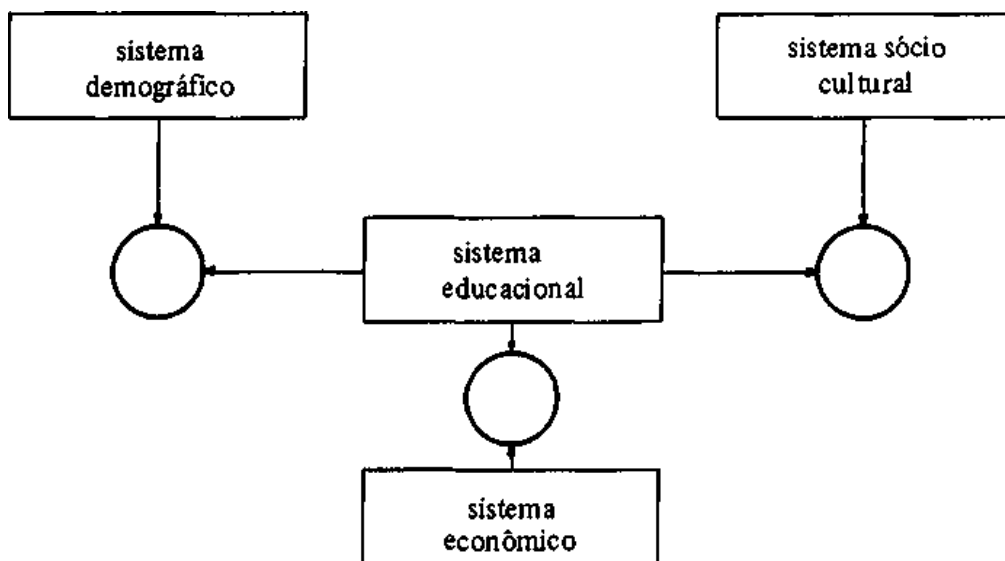 sistema
demográfico
sistema sócio
cultural
sistema
educacional
sistema
econômico